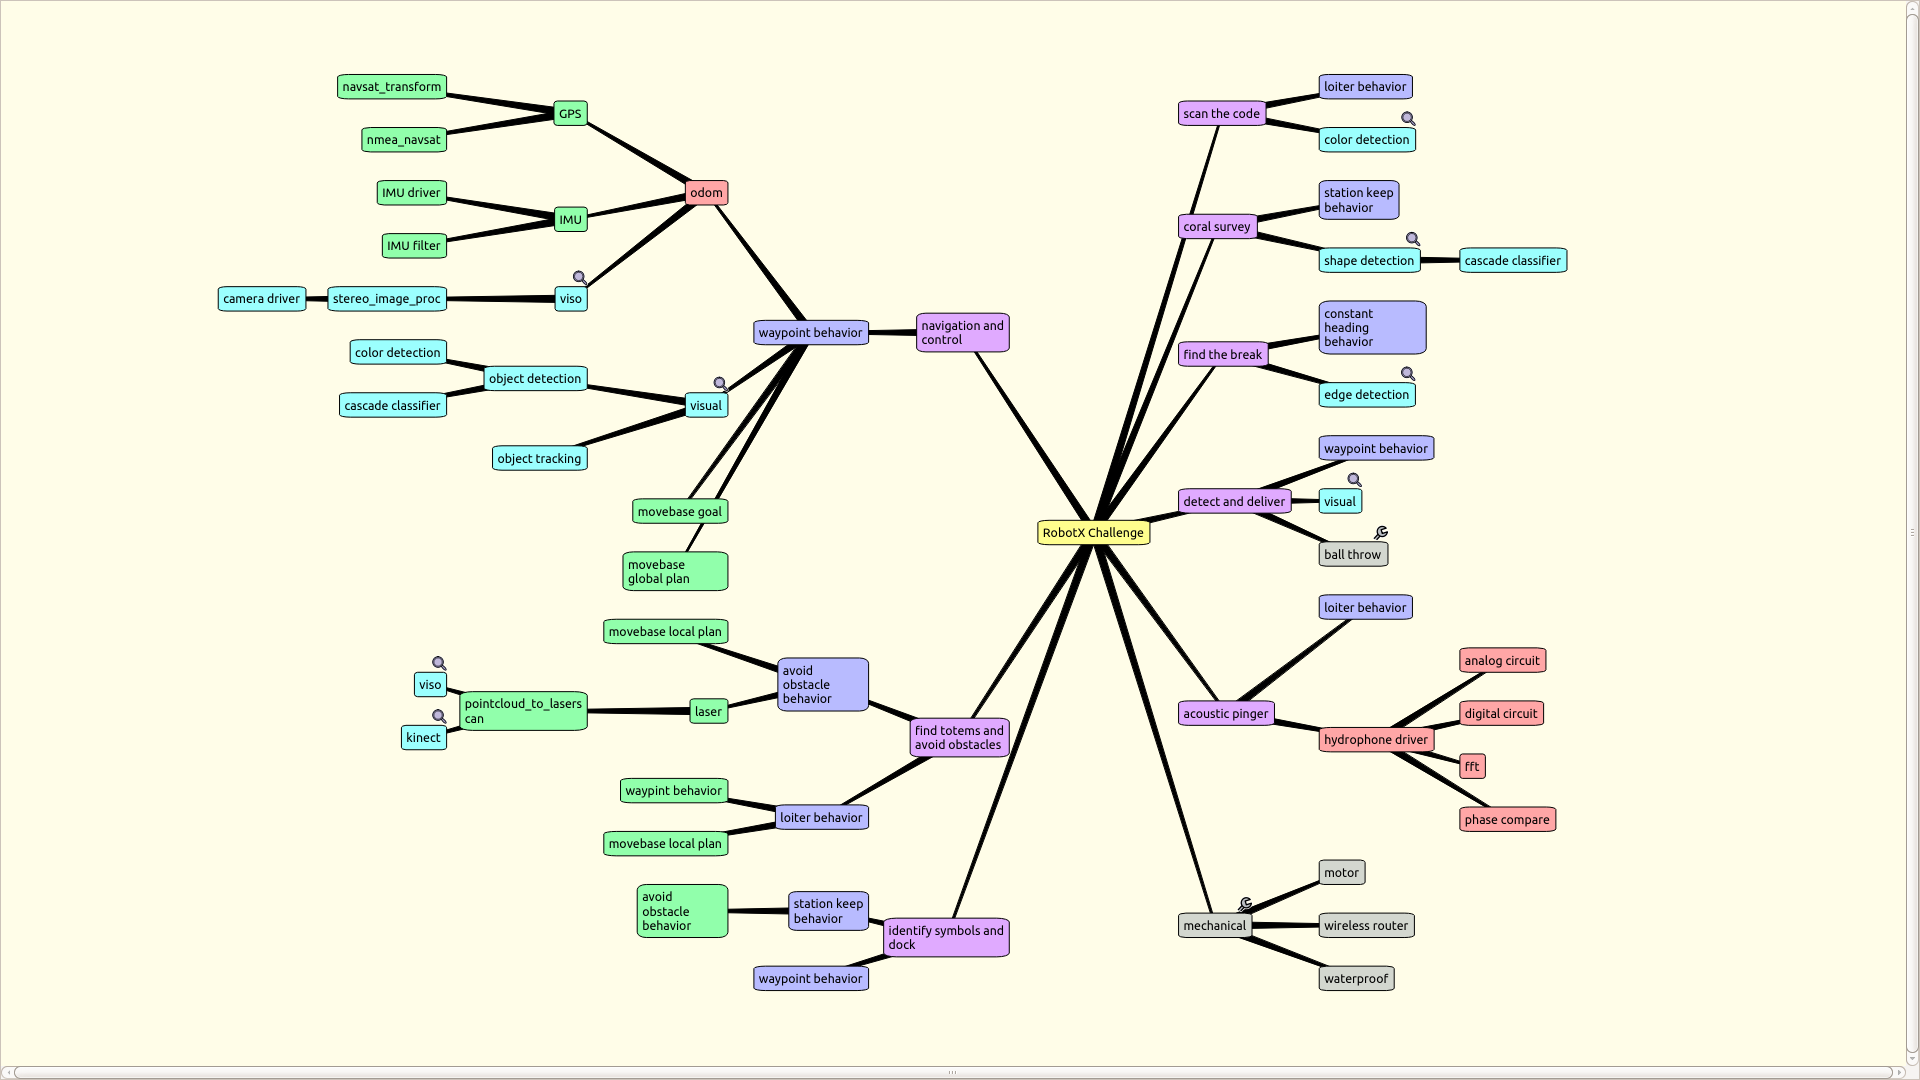 navsat_transform
GPS
nmea_navsat
IMU driver
odom
IMU
IMU filter
camera driver
stereo_image_proc
viso
waypoint behavior
navigation and
control
color detection
object detection
cascade classifier
visual
object tracking
movebase goal
movebase
global plan
RobotX Challenge
movebase local plan
avoid
obstacle
behavior
viso
pointcloud_to_lasers
can
laser
kinect
find totems and
avoid obstacles
waypint behavior
loiter behavior
movebase local plan
avoid
obstacle
behavior
station keep
behavior
identify symbols and
dock
waypoint behavior
scan the code
loiter behavior
color detection
coral survey
station keep
behavior
shape detection
cascade classifier
find the break
constant
heading
behavior
edge detection
detect and deliver
waypoint behavior
visual
ball throw
acoustic pinger
loiter behavior
hydrophone driver
analog circuit
digital circuit
fft
phase compare
mechanical
motor
wireless router
waterproof